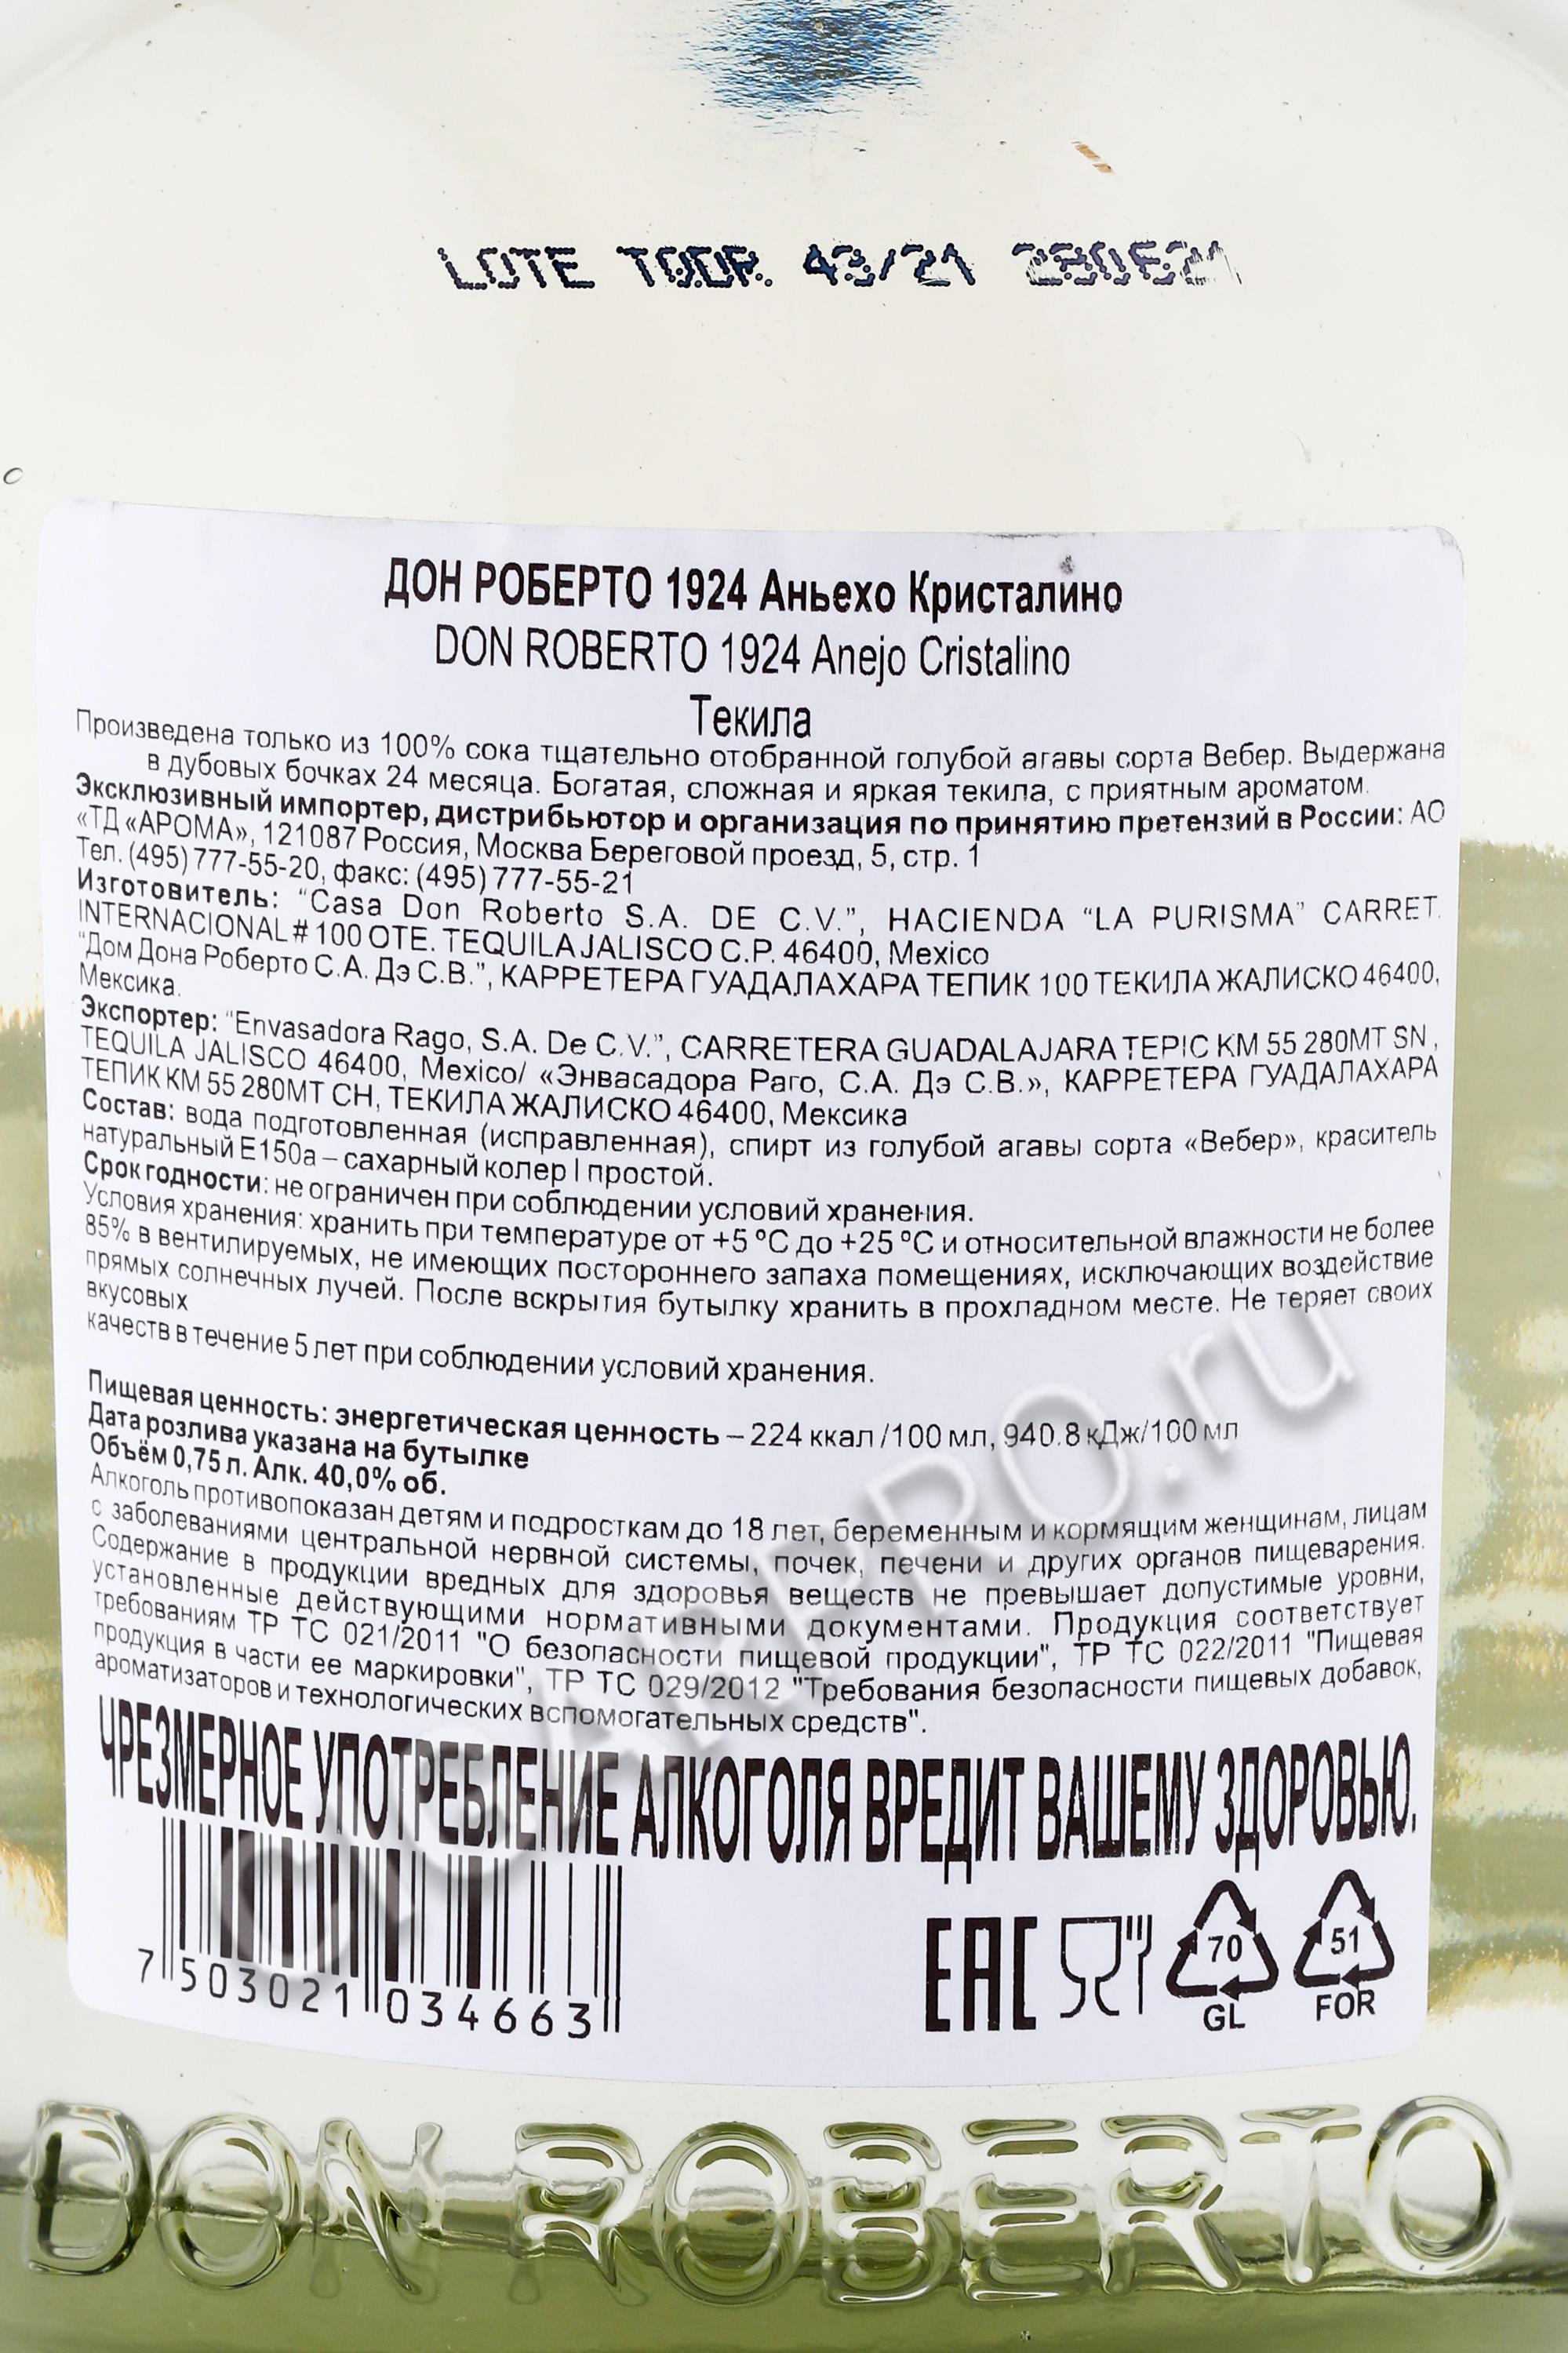 LOTE TQDR. 43/21
ДОН РОБЕРТО 1924 Аньехо Кристалино
DON ROBERTO 1924 Anejo Cristalino
Текила
Произведена только из 100% сока тщательно отобранной голубой агавы сорта Вебер. Выдержана
в дубовых бочках 24 месяца. Богатая, сложная и яркая текила, с приятным ароматом.
Эксклюзивный импортер, дистрибьютор и организация по принятию претензий в России: АО
«ТД «АРОМА», 121087 Россия, Москва Береговой проезд, 5, стр. 1
Тел. (495) 777-55-20, факс: (495) 777-55-21
Изготовитель: “Casa Don Roberto S.A. DE C.V.”, HACIENDA “LA PURISMA” CARRET.
INTERNACIONAL # 100 OTE. TEQUILA JALISCO C.P. 46400, Mexico
“Дом Дона Роберто С.А. Дэ С.В.”, КАРРЕТЕРА ГУАДАЛАХАРА ТЕПИК 100 ТЕКИЛА ЖАЛИСКО 46400,
Мексика.
Экспортер: “Envasadora Rago, S.A. De C.V.”, CARRETERA GUADALAJARA TEPIC KM 55 280MT SN ,
TEQUILA JALISCO 46400, Mexico/ «Энвасадора Раго, С.А. Дэ С.В.», КАРРЕТЕРА ГУАДАЛАХАРА
ТЕПИК КМ 55 280МТ СН, ТЕКИЛА ЖАЛИСКО 46400, Мексика
Состав: вода подготовленная (исправленная), спирт из голубой агавы сорта «Вебер», краситель
натуральный Е150а – сахарный колер I простой.
Срок годности: не ограничен при соблюдении условий хранения.
Условия хранения: хранить при температуре от +5 °С до +25 °С и относительной влажности не более
85% в вентилируемых, не имеющих постороннего запаха помещениях, исключающих воздействие
прямых солнечных лучей. После вскрытия бутылку хранить в прохладном месте. Не теряет своих
вкусовых
качеств в течение 5 лет при соблюдении условий хранения.
Пищевая ценность: энергетическая ценность – 224 ккал /100 мл, 940.8 кДж/100 мл
Дата розлива указана на бутылке
Объём 0,75 л. Алк. 40,0% об.
Алкоголь противопоказан детям и подросткам до 18 лет, беременным и кормящим женщинам, лицам
с заболеваниями центральной нервной системы, почек, печени и других органов пищеварения.
Содержание в продукции вредных для здоровья веществ не превышает допустимые уровни,
установленные действующими нормативными документами. Продукция соответствует
требованиям ТР ТС 021/2011 "О безопасности пищевой продукции", ТР ТС 022/2011 "Пищевая
продукция в части ее маркировки", ТР ТС 029/2012 "Требования безопасности пищевых добавок,
ароматизаторов и технологических вспомогательных средств".
ЧРЕЗМЕРНОЕ УПОТРЕБЛЕНИЕ АЛКОГОЛЯ ВРЕДИТ ВАШЕМУ ЗДОРОВЬЮ.
7 503021 034663
EAC
70
GL
51
FOR
DON ROBERTO